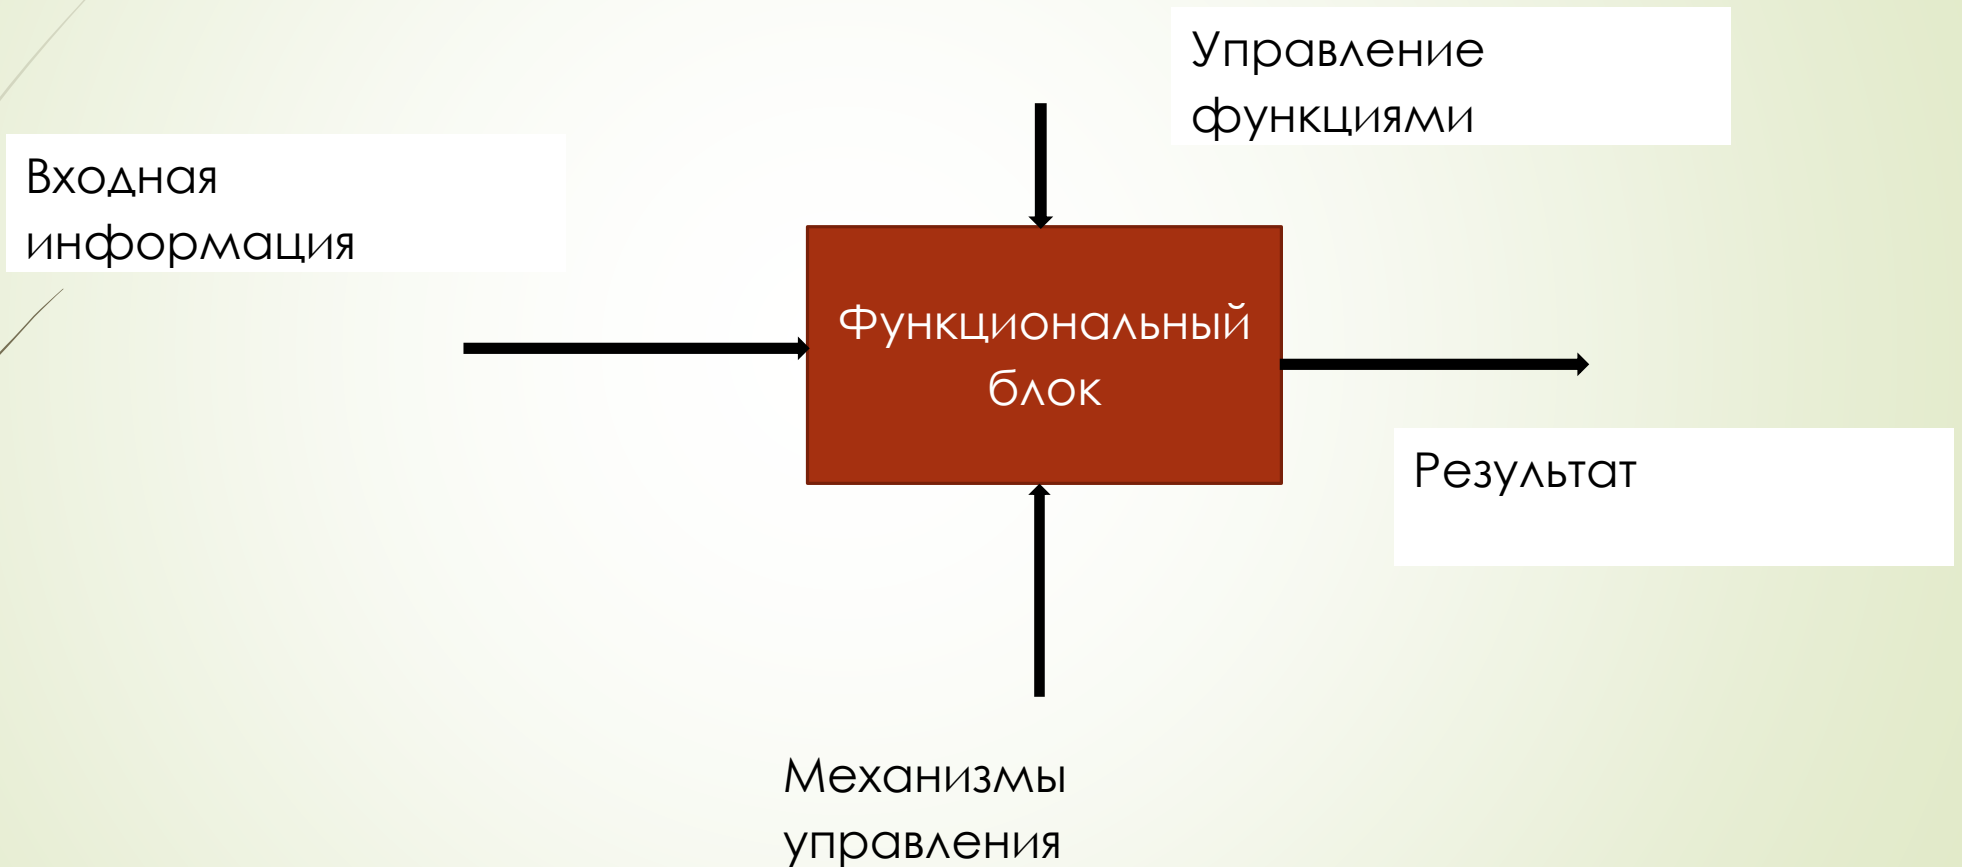 Управление
функциями
Входная
информация
Функциональный
блок
Результат
Механизмы
управления